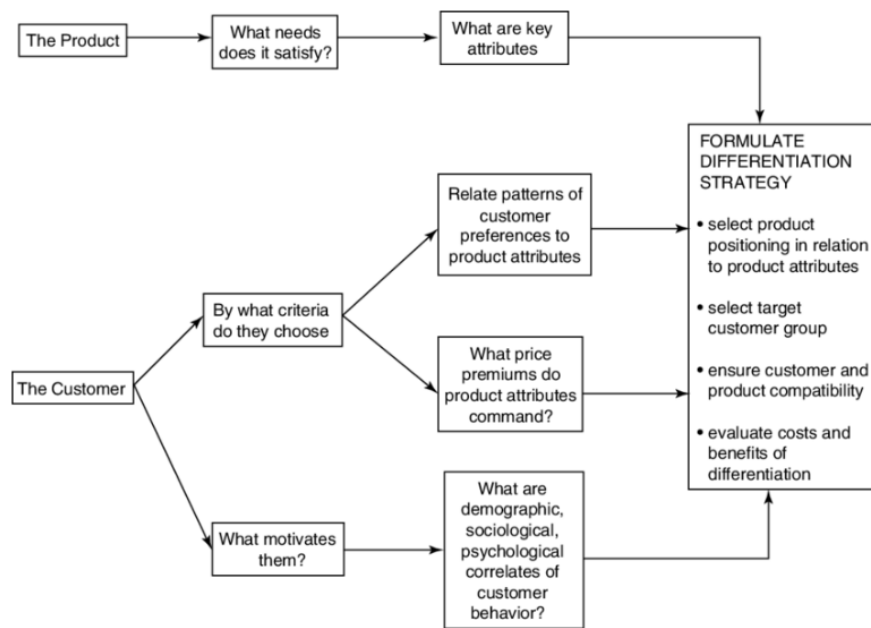 The Product
What needs
does it satisfy?
What are key
attributes
FORMULATE
DIFFERENTIATION
STRATEGY
• select product
positioning in relation
to product attributes
• select target
customer group
• ensure customer and
product compatibility
• evaluate costs and
benefits of
differentiation
Relate patterns of
customer
preferences to
product attributes
By what criteria
do they choose
What price
premiums do
product attributes
command?
The Customer
What motivates
them?
What are
demographic,
sociological,
psychological
correlates of
customer
behavior?